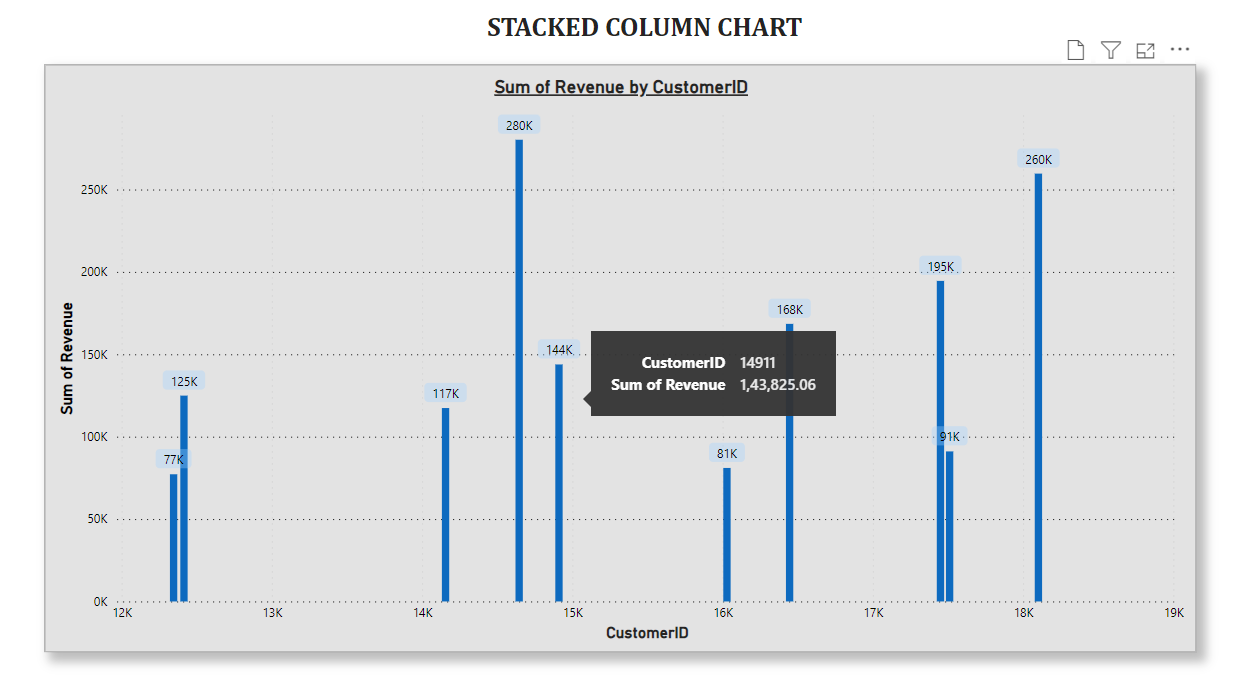 STACKED COLUMN CHART
Sum of Revenue by CustomerID
Sum of Revenue
250K
200K
150K
100K
50K
0K
280K
260K
195K
168K
144K
125K
117K
91K
81K
77K
CustomerID 14911
Sum of Revenue 1,43,825.06
12K 13K 14K 15K 16K 17K 18K 19K
CustomerID